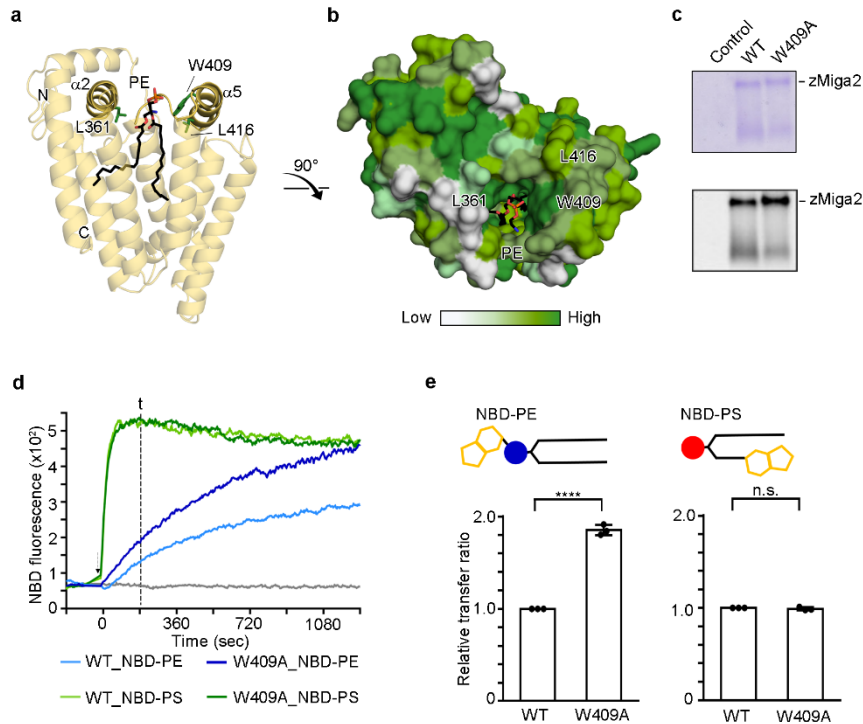 a
PE
W409
α2
α5
N
L361
L416
C
90°
b
L416
L361
W409
PE
Low
High
c
Control
WT
W409A
zMiga2
zMiga2
d
t
NBD fluorescence (x10²)
5
4
3
2
1
0
0 360 720 1080
Time (sec)
WT_NBD-PE W409A_NBD-PE
WT_NBD-PS W409A_NBD-PS
e
NBD-PE
NBD-PS
****
n.s.
Relative transfer ratio
2.0
1.0
0
WT W409A
2.0
1.0
0
WT W409A